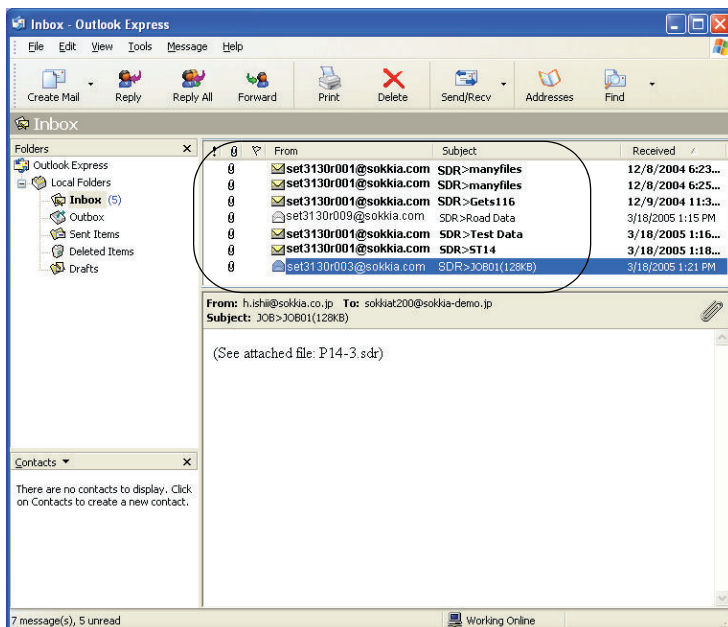 Inbox - Outlook Express
File Edit View Tools Message Help
Create Mail Reply Reply All Forward Print Delete Send/Recv Addresses Find
Inbox
Folders
Outlook Express
Local Folders
Inbox (5)
Outbox
Sent Items
Deleted Items
Drafts
! From Subject Received
set3130r001@sokkia.com SDR>manyfiles 12/8/2004 6:23...
set3130r001@sokkia.com SDR>manyfiles 12/8/2004 6:25...
set3130r001@sokkia.com SDR>Gets116 12/9/2004 11:3...
set3130r009@sokkia.com SDR>Road Data 3/18/2005 1:15 PM
set3130r001@sokkia.com SDR>Test Data 3/18/2005 1:16...
set3130r001@sokkia.com SDR>ST14 3/18/2005 1:18...
set3130r003@sokkia.com SDR>JOB01(128KB) 3/18/2005 1:21 PM
From: h.ishii@sokkia.co.jp To: sokkiat200@sokkia-demo.jp
Subject: JOB>JOB01(128KB)
(See attached file: P14-3.sdr)
Contacts
There are no contacts to display. Click
on Contacts to create a new contact.
7 message(s), 5 unread
Working Online